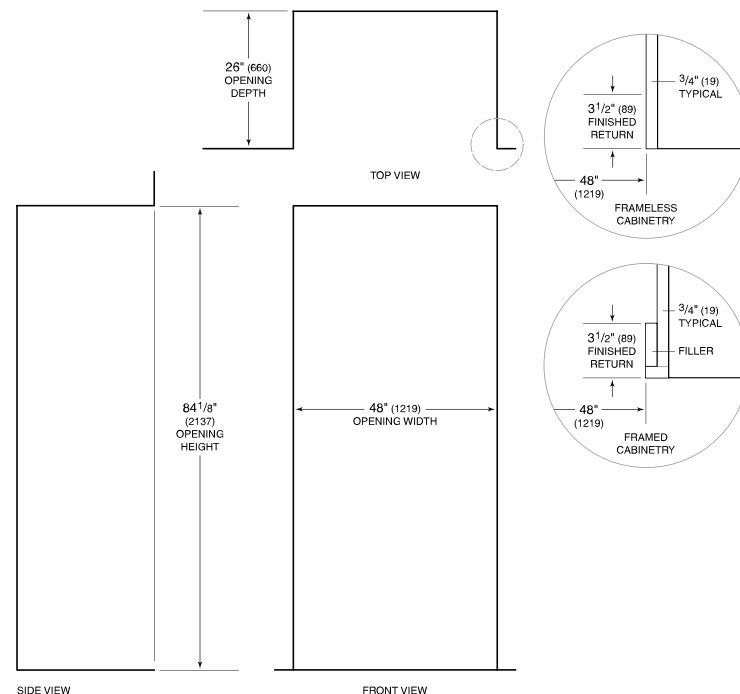 26" (660)
OPENING
DEPTH
TOP VIEW
3/4" (19)
TYPICAL
3 1/2" (89)
FINISHED
RETURN
48"
(1219)
FRAMELESS
CABINETRY
3/4" (19)
TYPICAL
3 1/2" (89)
FINISHED
RETURN
FILLER
48"
(1219)
FRAMED
CABINETRY
84 1/8"
(2137)
OPENING
HEIGHT
48" (1219)
OPENING WIDTH
SIDE VIEW
FRONT VIEW